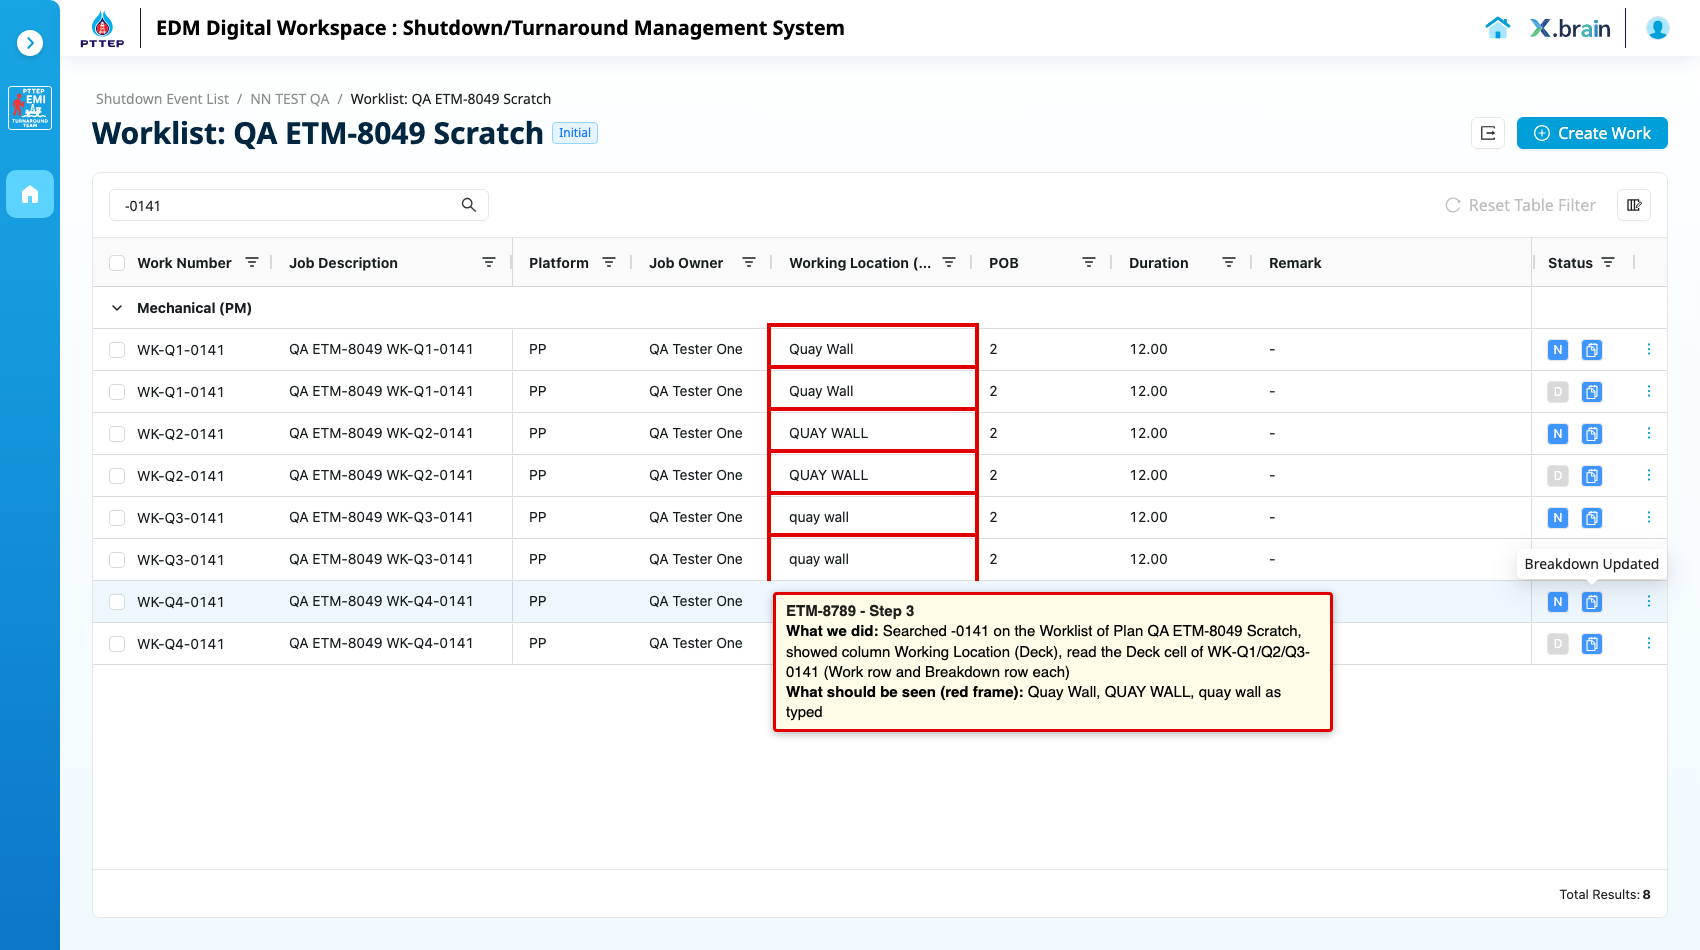 PTTEP
EDM Digital Workspace : Shutdown/Turnaround Management System
X.brain
PTTEP
EMI
TURNAROUND
TEAM
Shutdown Event List / NN TEST QA / Worklist: QA ETM-8049 Scratch
Worklist: QA ETM-8049 Scratch Initial
Create Work
-0141
Reset Table Filter
Work Number Job Description Platform Job Owner Working Location (... POB Duration Remark Status
Mechanical (PM)
WK-Q1-0141 QA ETM-8049 WK-Q1-0141 PP QA Tester One Quay Wall 2 12.00 - N
WK-Q1-0141 QA ETM-8049 WK-Q1-0141 PP QA Tester One Quay Wall 2 12.00 - D
WK-Q2-0141 QA ETM-8049 WK-Q2-0141 PP QA Tester One QUAY WALL 2 12.00 - N
WK-Q2-0141 QA ETM-8049 WK-Q2-0141 PP QA Tester One QUAY WALL 2 12.00 - D
WK-Q3-0141 QA ETM-8049 WK-Q3-0141 PP QA Tester One quay wall 2 12.00 - N
WK-Q3-0141 QA ETM-8049 WK-Q3-0141 PP QA Tester One quay wall 2 12.00 -
Breakdown Updated
WK-Q4-0141 QA ETM-8049 WK-Q4-0141 PP QA Tester One N
WK-Q4-0141 QA ETM-8049 WK-Q4-0141 PP QA Tester One D
ETM-8789 - Step 3
What we did: Searched -0141 on the Worklist of Plan QA ETM-8049 Scratch,
showed column Working Location (Deck), read the Deck cell of WK-Q1/Q2/Q3-
0141 (Work row and Breakdown row each)
What should be seen (red frame): Quay Wall, QUAY WALL, quay wall as
typed
Total Results: 8